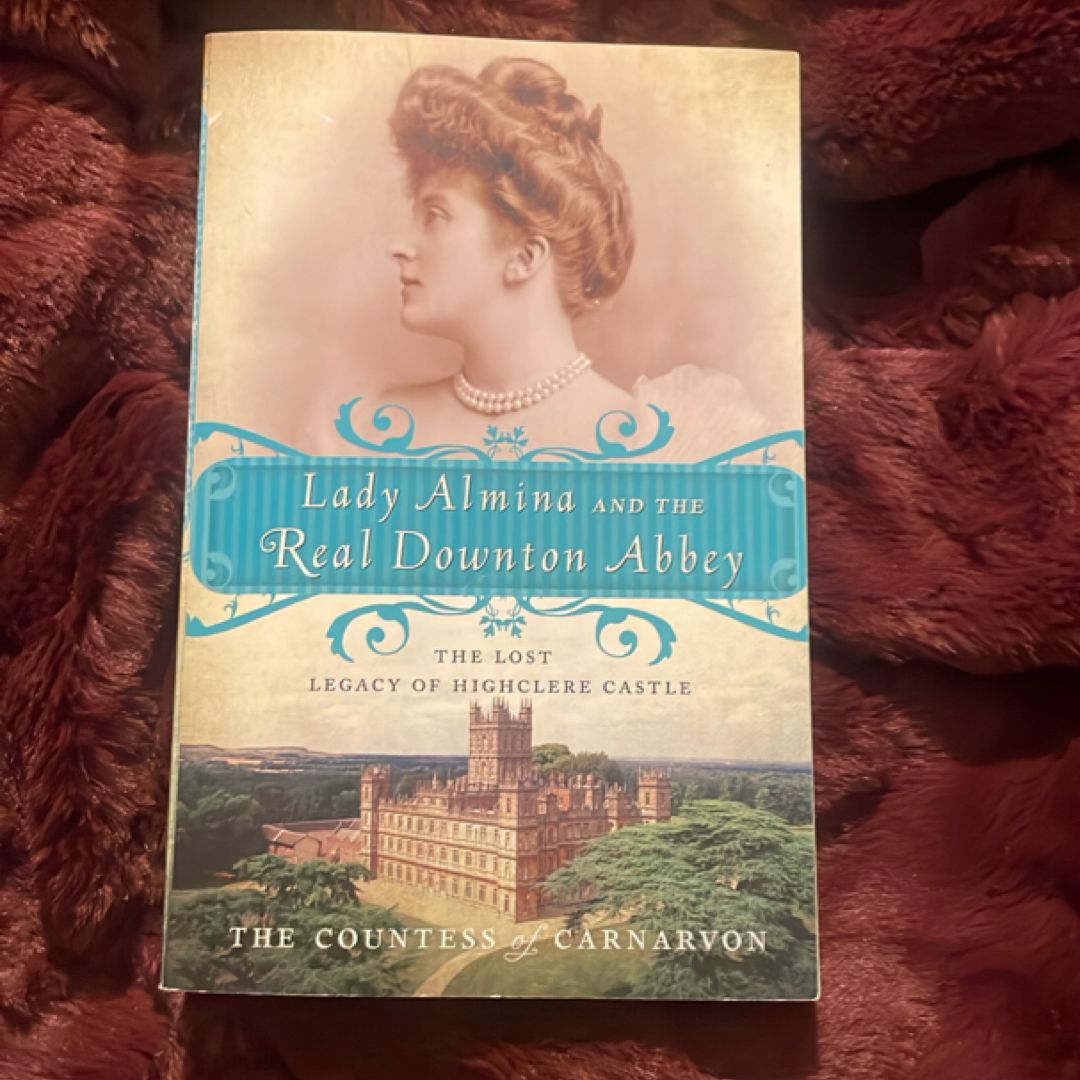 Lady Almina AND THE
Real Downton Abbey
THE LOST
LEGACY OF HIGHCLERE CASTLE
THE COUNTESS of CARNARVON